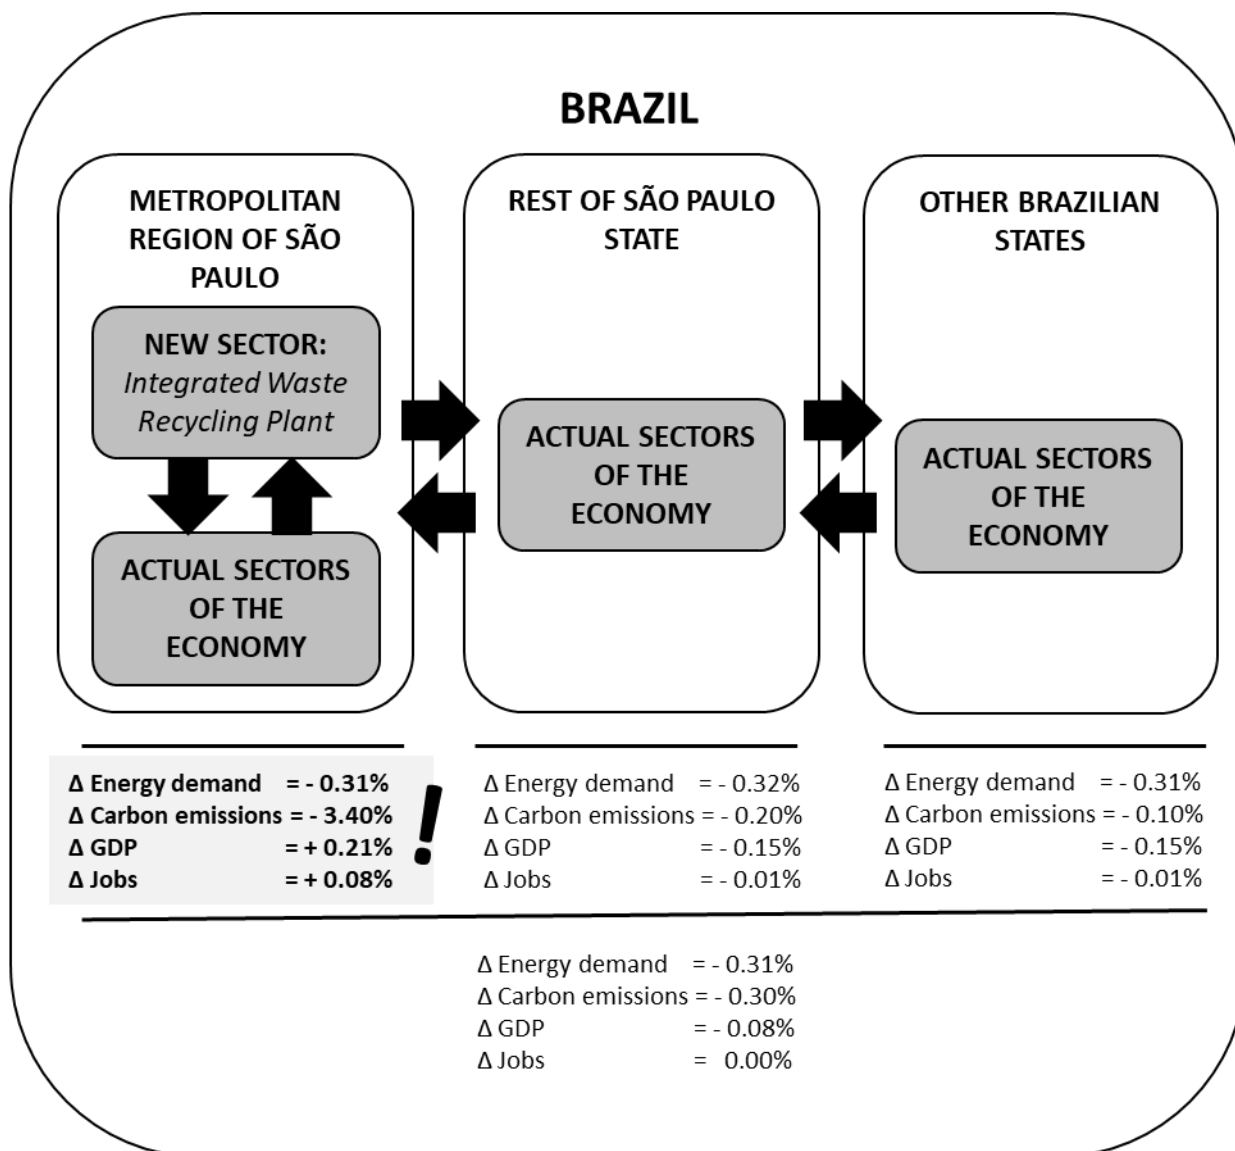 BRAZIL
METROPOLITAN
REGION OF SÃO
PAULO
NEW SECTOR:
Integrated Waste
Recycling Plant
ACTUAL SECTORS
OF THE
ECONOMY
REST OF SÃO PAULO
STATE
ACTUAL SECTORS
OF THE
ECONOMY
OTHER BRAZILIAN
STATES
ACTUAL SECTORS
OF THE
ECONOMY
Δ Energy demand = - 0.31%
Δ Carbon emissions = - 3.40%
Δ GDP = + 0.21%
Δ Jobs = + 0.08%
!
Δ Energy demand = - 0.32%
Δ Carbon emissions = - 0.20%
Δ GDP = - 0.15%
Δ Jobs = - 0.01%
Δ Energy demand = - 0.31%
Δ Carbon emissions = - 0.10%
Δ GDP = - 0.15%
Δ Jobs = - 0.01%
Δ Energy demand = - 0.31%
Δ Carbon emissions = - 0.30%
Δ GDP = - 0.08%
Δ Jobs = 0.00%